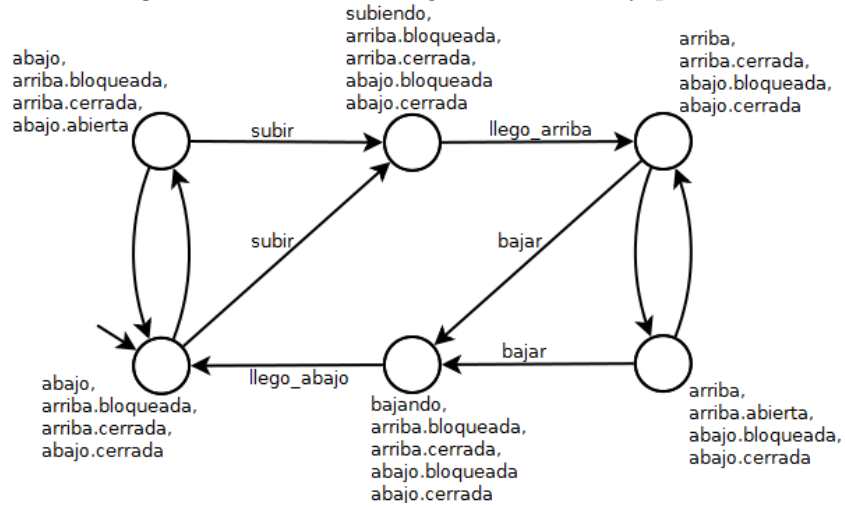 subiendo,
arriba.bloqueada,
arriba.cerrada,
abajo.bloqueada
abajo.cerrada
arriba,
arriba.cerrada,
abajo.bloqueada,
abajo.cerrada
abajo,
arriba.bloqueada,
arriba.cerrada,
abajo.abierta
subir
llego_arriba
subir
bajar
bajar
llego_abajo
abajo,
arriba.bloqueada,
arriba.cerrada,
abajo.cerrada
bajando,
arriba.bloqueada,
arriba.cerrada,
abajo.bloqueada
abajo.cerrada
arriba,
arriba.abierta,
abajo.bloqueada,
abajo.cerrada